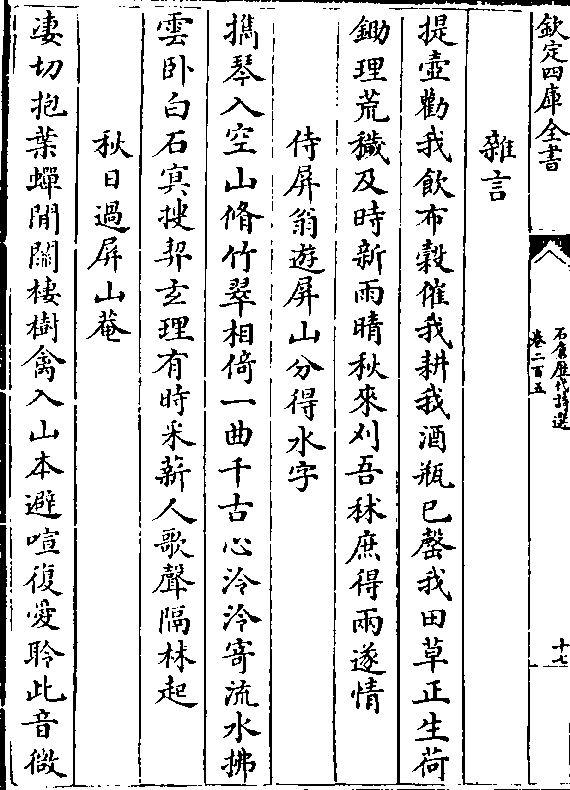 欽定四庫全書
石倉歷代詩選
卷二百五
十七
雜言
提壺勸我飲布穀催我耕我酒瓶已罄我田草正生荷
鋤理荒穢及時新雨晴秋來刈吾秫庶得兩遂情
侍屏翁遊屏山分得水字
攜琴入空山脩竹翠相倚一曲千古心泠泠寄流水拂
雲卧白石冥搜契玄理有時采薪人歌聲隔林起
秋日過屏山菴
淒切抱葉蟬閒關棲樹禽入山本避喧復愛聆此音微